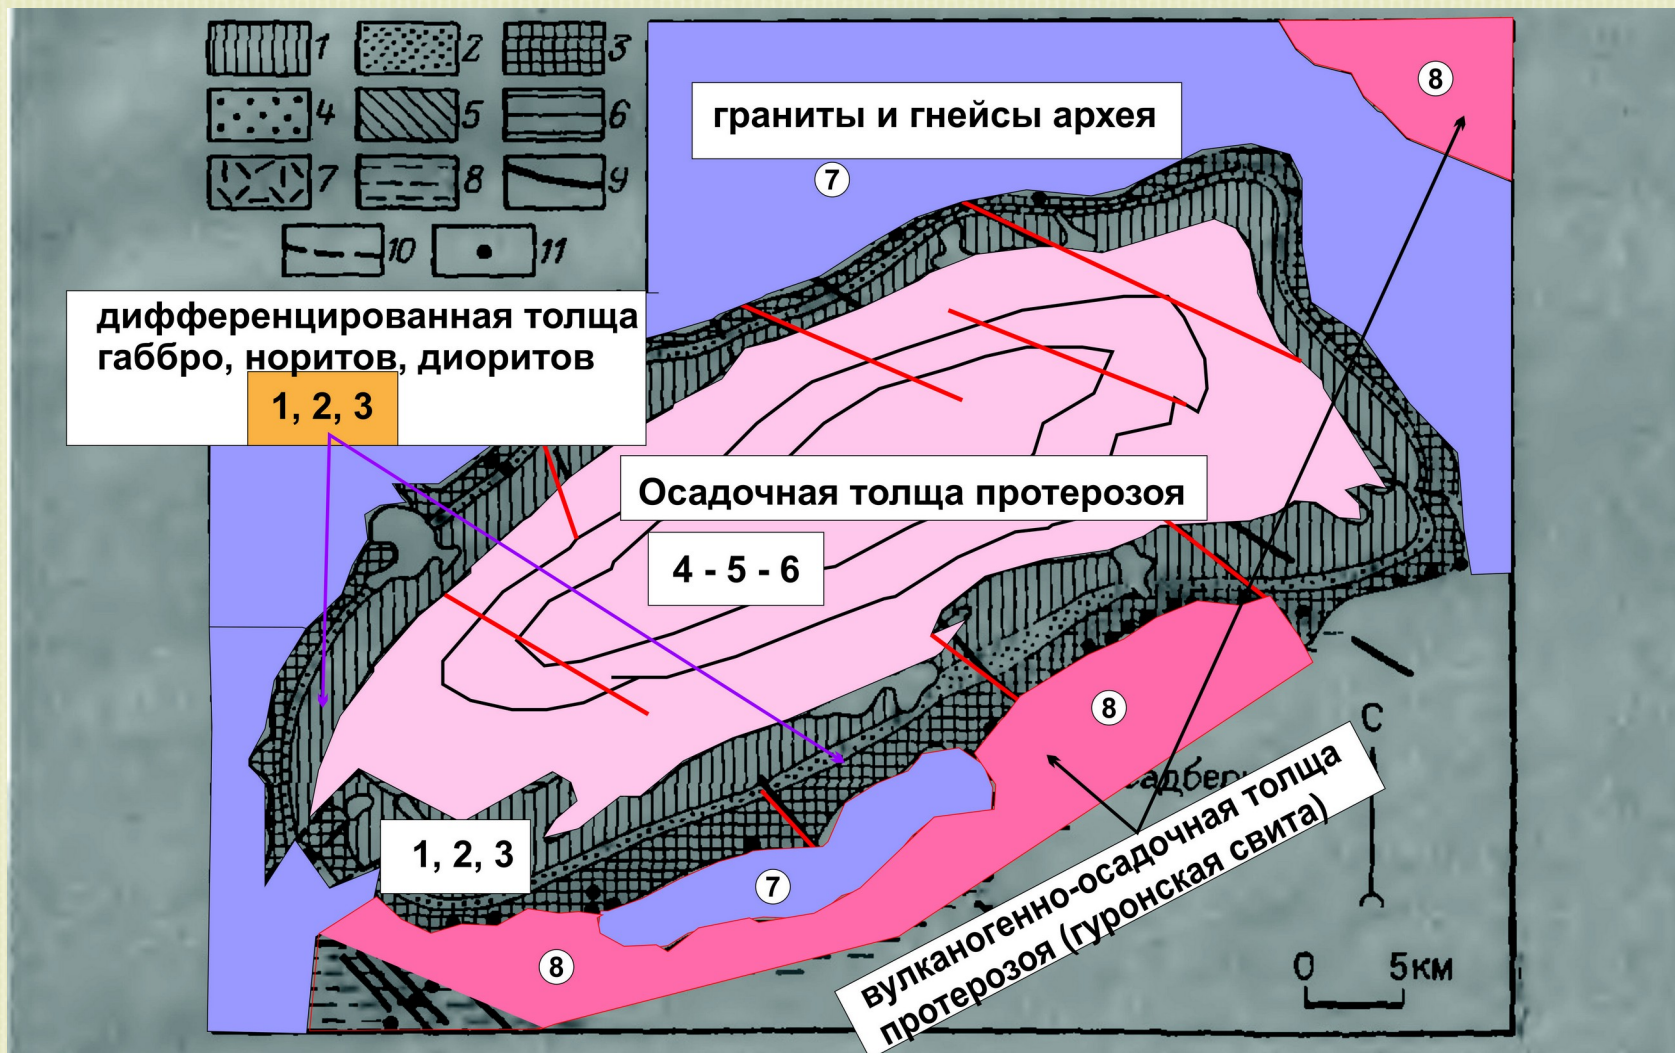 1 2 3
4 5 6
7 8 9
10 11
8
граниты и гнейсы архея
7
дифференцированная толща
габбро, норитов, диоритов
1, 2, 3
Осадочная толща протерозоя
4 - 5 - 6
8
С
1, 2, 3
7
8
вулканогенно-осадочная толща
протерозоя (гуронская свита)
0 5км